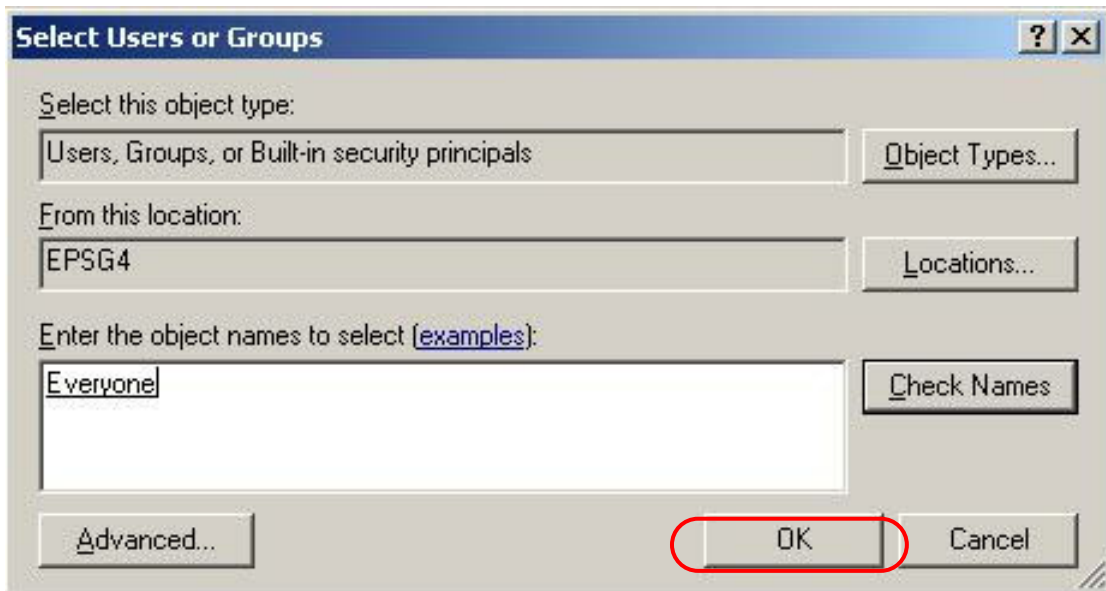 Select Users or Groups
?
Select this object type:
Users, Groups, or Built-in security principals
Object Types...
From this location:
EPSG4
Locations...
Enter the object names to select (examples):
Everyone
Check Names
Advanced...
OK
Cancel